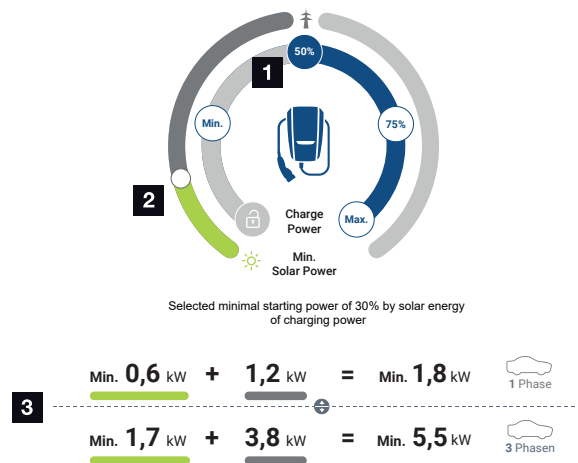 50%
1
Min.
75%
2
Charge
Power
Max.
Min.
Solar Power
Selected minimal starting power of 30% by solar energy
of charging power
Min. 0,6 kW + 1,2 kW = Min. 1,8 kW
1 Phase
3
Min. 1,7 kW + 3,8 kW = Min. 5,5 kW
3 Phasen